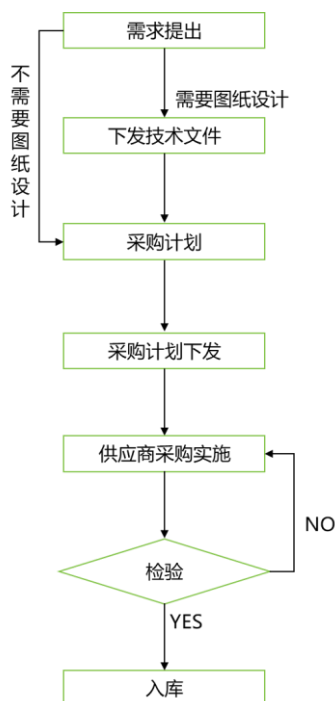 需求提出
不需要图纸设计
需要图纸设计
下发技术文件
采购计划
采购计划下发
供应商采购实施
NO
检验
YES
入库